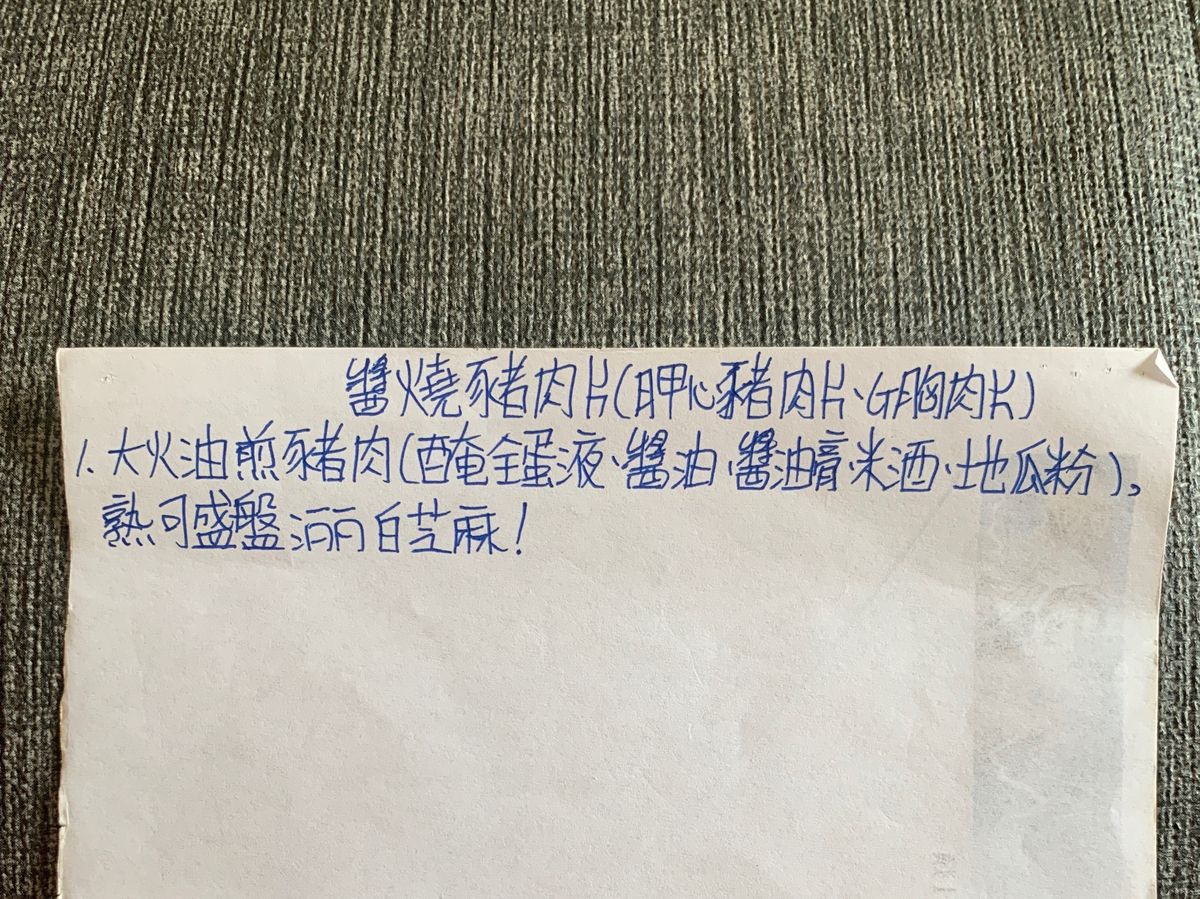 醬燒豬肉片(胛心豬肉片、G胸肉片)
1. 大火油煎豬肉(醃全蛋液、醬油、醬油膏、米酒、地瓜粉),
熟可盛盤洒白芝麻!